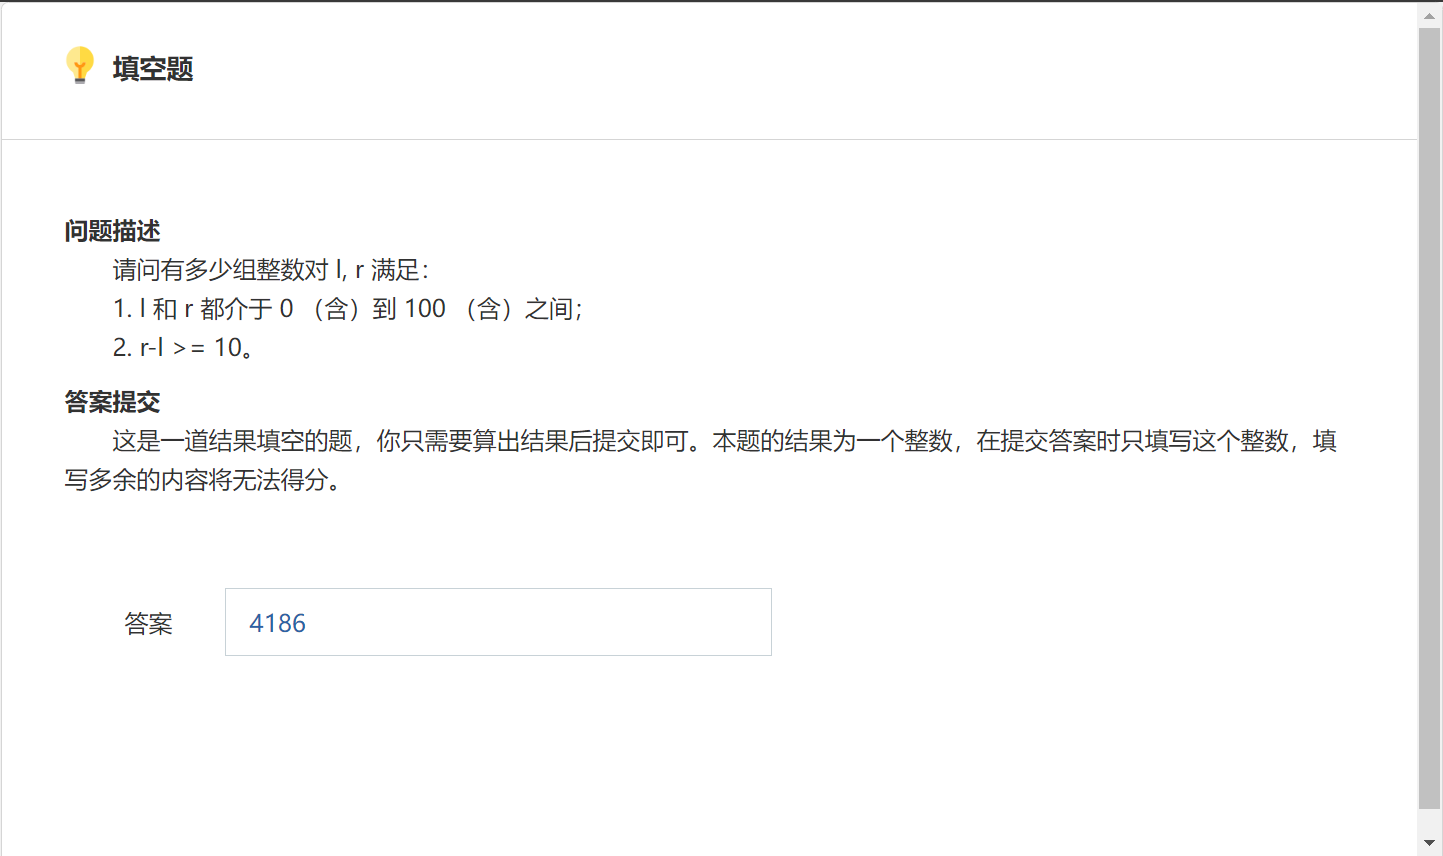 填空题
问题描述
请问有多少组整数对 l, r 满足：
1. l 和 r 都介于 0 （含）到 100 （含）之间；
2. r-l >= 10。
答案提交
这是一道结果填空的题，你只需要算出结果后提交即可。本题的结果为一个整数，在提交答案时只填写这个整数，填
写多余的内容将无法得分。
答案
4186